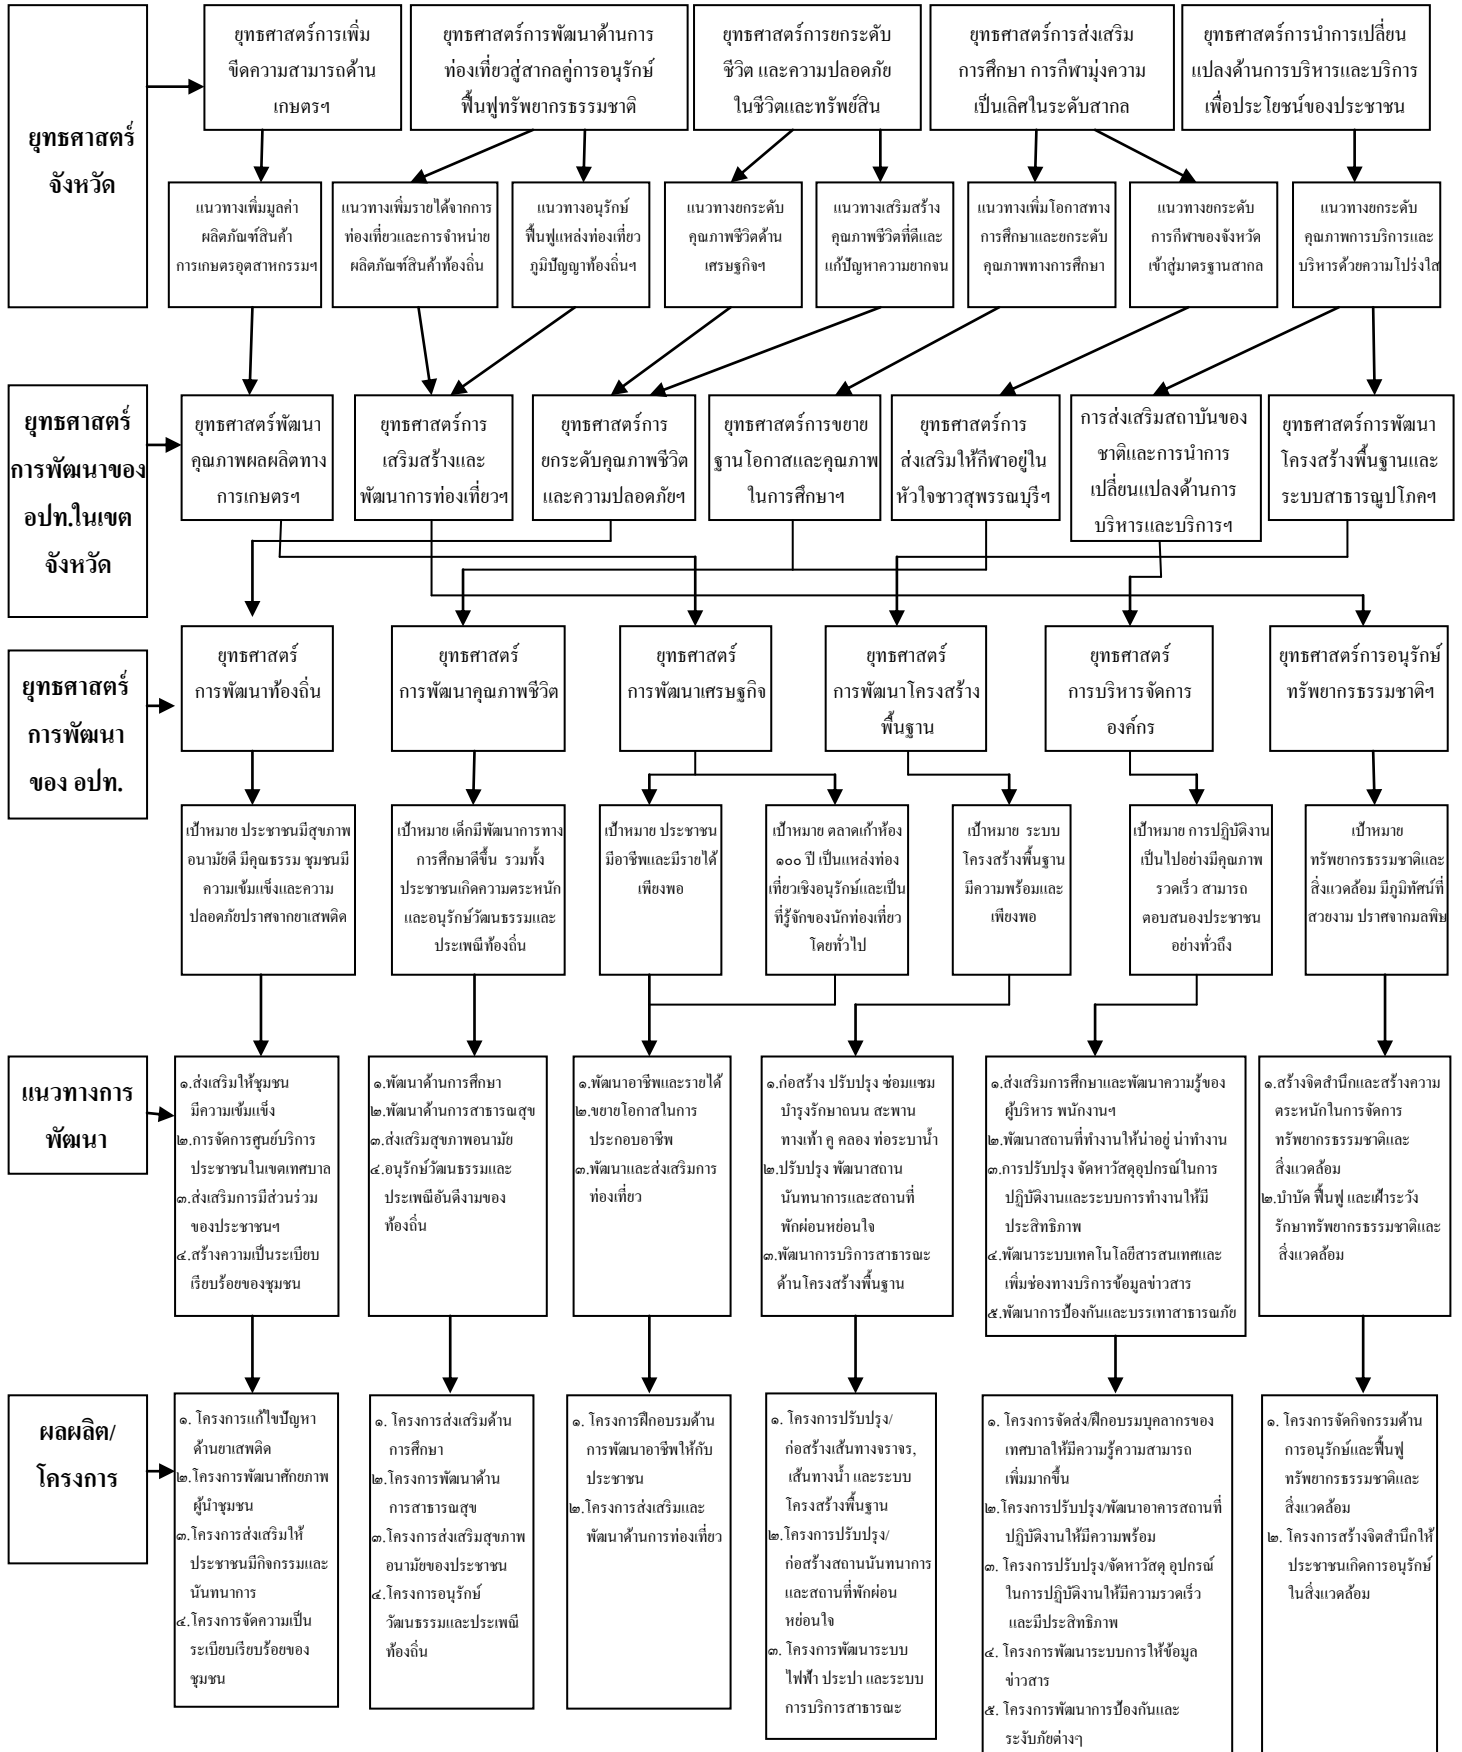 ยุทธศาสตร์
จังหวัด
ยุทธศาสตร์การเพิ่ม
ขีดความสามารถด้าน
เกษตรฯ
ยุทธศาสตร์การพัฒนาด้านการ
ท่องเที่ยวสู่สากลคู่การอนุรักษ์
ฟื้นฟูทรัพยากรธรรมชาติ
ยุทธศาสตร์การยกระดับ
ชีวิต และความปลอดภัย
ในชีวิตและทรัพย์สิน
ยุทธศาสตร์การส่งเสริม
การศึกษา การกีฬามุ่งความ
เป็นเลิศในระดับสากล
ยุทธศาสตร์การนำการเปลี่ยน
แปลงด้านการบริหารและบริการ
เพื่อประโยชน์ของประชาชน
แนวทางเพิ่มมูลค่า
ผลิตภัณฑ์สินค้า
การเกษตรอุตสาหกรรมฯ
แนวทางเพิ่มรายได้จากการ
ท่องเที่ยวและการจำหน่าย
ผลิตภัณฑ์สินค้าท้องถิ่น
แนวทางอนุรักษ์
ฟื้นฟูแหล่งท่องเที่ยว
ภูมิปัญญาท้องถิ่นฯ
แนวทางยกระดับ
คุณภาพชีวิตด้าน
เศรษฐกิจฯ
แนวทางเสริมสร้าง
คุณภาพชีวิตที่ดีและ
แก้ปัญหาความยากจน
แนวทางเพิ่มโอกาสทาง
การศึกษาและยกระดับ
คุณภาพทางการศึกษา
แนวทางยกระดับ
การกีฬาของจังหวัด
เข้าสู่มาตรฐานสากล
แนวทางยกระดับ
คุณภาพการบริการและ
บริหารด้วยความโปร่งใส
ยุทธศาสตร์
การพัฒนาของ
อปท.ในเขต
จังหวัด
ยุทธศาสตร์พัฒนา
คุณภาพผลผลิตทาง
การเกษตรฯ
ยุทธศาสตร์การ
เสริมสร้างและ
พัฒนาการท่องเที่ยวฯ
ยุทธศาสตร์การ
ยกระดับคุณภาพชีวิต
และความปลอดภัยฯ
ยุทธศาสตร์การขยาย
ฐานโอกาสและคุณภาพ
ในการศึกษาฯ
ยุทธศาสตร์การ
ส่งเสริมให้กีฬาอยู่ใน
หัวใจชาวสุพรรณบุรีฯ
การส่งเสริมสถาบันของ
ชาติและการนำการ
เปลี่ยนแปลงด้านการ
บริหารและบริการฯ
ยุทธศาสตร์การพัฒนา
โครงสร้างพื้นฐานและ
ระบบสาธารณูปโภคฯ
ยุทธศาสตร์
การพัฒนา
ของ อปท.
ยุทธศาสตร์
การพัฒนาท้องถิ่น
ยุทธศาสตร์
การพัฒนาคุณภาพชีวิต
ยุทธศาสตร์
การพัฒนาเศรษฐกิจ
ยุทธศาสตร์
การพัฒนาโครงสร้าง
พื้นฐาน
ยุทธศาสตร์
การบริหารจัดการ
องค์กร
ยุทธศาสตร์การอนุรักษ์
ทรัพยากรธรรมชาติฯ
เป้าหมาย ประชาชนมีสุขภาพ
อนามัยดี มีคุณธรรม ชุมชนมี
ความเข้มแข็งและความ
ปลอดภัยปราศจากยาเสพติด
เป้าหมาย เด็กมีพัฒนาการทาง
การศึกษาดีขึ้น รวมทั้ง
ประชาชนเกิดความตระหนัก
และอนุรักษ์วัฒนธรรมและ
ประเพณีท้องถิ่น
เป้าหมาย ประชาชน
มีอาชีพและมีรายได้
เพียงพอ
เป้าหมาย ตลาดเก้าห้อง
๑๐๐ ปี เป็นแหล่งท่อง
เที่ยวเชิงอนุรักษ์และเป็น
ที่รู้จักของนักท่องเที่ยว
โดยทั่วไป
เป้าหมาย ระบบ
โครงสร้างพื้นฐาน
มีความพร้อมและ
เพียงพอ
เป้าหมาย การปฏิบัติงาน
เป็นไปอย่างมีคุณภาพ
รวดเร็ว สามารถ
ตอบสนองประชาชน
อย่างทั่วถึง
เป้าหมาย
ทรัพยากรธรรมชาติและ
สิ่งแวดล้อม มีภูมิทัศน์ที่
สวยงาม ปราศจากมลพิษ
แนวทางการ
พัฒนา
๑.ส่งเสริมให้ชุมชน
มีความเข้มแข็ง
๒.การจัดการศูนย์บริการ
ประชาชนในเขตเทศบาล
๓.ส่งเสริมการมีส่วนร่วม
ของประชาชนฯ
๔.สร้างความเป็นระเบียบ
เรียบร้อยของชุมชน
๑.พัฒนาด้านการศึกษา
๒.พัฒนาด้านการสาธารณสุข
๓.ส่งเสริมสุขภาพอนามัย
๔.อนุรักษ์วัฒนธรรมและ
ประเพณีอันดีงามของ
ท้องถิ่น
๑.พัฒนาอาชีพและรายได้
๒.ขยายโอกาสในการ
ประกอบอาชีพ
๓.พัฒนาและส่งเสริมการ
ท่องเที่ยว
๑.ก่อสร้าง ปรับปรุง ซ่อมแซม
บำรุงรักษาถนน สะพาน
ทางเท้า คู คลอง ท่อระบาน้ำ
๒.ปรับปรุง พัฒนาสถาน
นันทนาการและสถานที่
พักผ่อนหย่อนใจ
๓.พัฒนาการบริการสาธารณะ
ด้านโครงสร้างพื้นฐาน
๑.ส่งเสริมการศึกษาและพัฒนาความรู้ของ
ผู้บริหาร พนักงานฯ
๒.พัฒนาสถานที่ทำงานให้น่าอยู่ น่าทำงาน
๓.การปรับปรุง จัดหาวัสดุอุปกรณ์ในการ
ปฏิบัติงานและระบบการทำงานให้มี
ประสิทธิภาพ
๔.พัฒนาระบบเทคโนโลยีสารสนเทศและ
เพิ่มช่องทางบริการข้อมูลข่าวสาร
๕.พัฒนาการป้องกันและบรรเทาสาธารณภัย
๑.สร้างจิตสำนึกและสร้างความ
ตระหนักในการจัดการ
ทรัพยากรธรรมชาติและ
สิ่งแวดล้อม
๒.บำบัด ฟื้นฟู และเฝ้าระวัง
รักษาทรัพยากรธรรมชาติและ
สิ่งแวดล้อม
ผลผลิต/
โครงการ
๑. โครงการแก้ไขปัญหา
ด้านยาเสพติด
๒.โครงการพัฒนาศักยภาพ
ผู้นำชุมชน
๓.โครงการส่งเสริมให้
ประชาชนมีกิจกรรมและ
นันทนาการ
๔.โครงการจัดความเป็น
ระเบียบเรียบร้อยของ
ชุมชน
๑. โครงการส่งเสริมด้าน
การศึกษา
๒.โครงการพัฒนาด้าน
การสาธารณสุข
๓.โครงการส่งเสริมสุขภาพ
อนามัยของประชาชน
๔.โครงการอนุรักษ์
วัฒนธรรมและประเพณี
ท้องถิ่น
๑. โครงการฝึกอบรมด้าน
การพัฒนาอาชีพให้กับ
ประชาชน
๒.โครงการส่งเสริมและ
พัฒนาด้านการท่องเที่ยว
๑. โครงการปรับปรุง/
ก่อสร้างเส้นทางจราจร,
เส้นทางน้ำ และระบบ
โครงสร้างพื้นฐาน
๒.โครงการปรับปรุง/
ก่อสร้างสถานนันทนาการ
และสถานที่พักผ่อน
หย่อนใจ
๓. โครงการพัฒนาระบบ
ไฟฟ้า ประปา และระบบ
การบริการสาธารณะ
๑. โครงการจัดส่ง/ฝึกอบรมบุคลากรของ
เทศบาลให้มีความรู้ความสามารถ
เพิ่มมากขึ้น
๒.โครงการปรับปรุง/พัฒนาอาคารสถานที่
ปฏิบัติงานให้มีความพร้อม
๓. โครงการปรับปรุง/จัดหาวัสดุ อุปกรณ์
ในการปฏิบัติงานให้มีความรวดเร็ว
และมีประสิทธิภาพ
๔. โครงการพัฒนาระบบการให้ข้อมูล
ข่าวสาร
๕. โครงการพัฒนาการป้องกันและ
ระงับภัยต่างๆ
๑. โครงการจัดกิจกรรมด้าน
การอนุรักษ์และฟื้นฟู
ทรัพยากรธรรมชาติและ
สิ่งแวดล้อม
๒. โครงการสร้างจิตสำนึกให้
ประชาชนเกิดการอนุรักษ์
ในสิ่งแวดล้อม